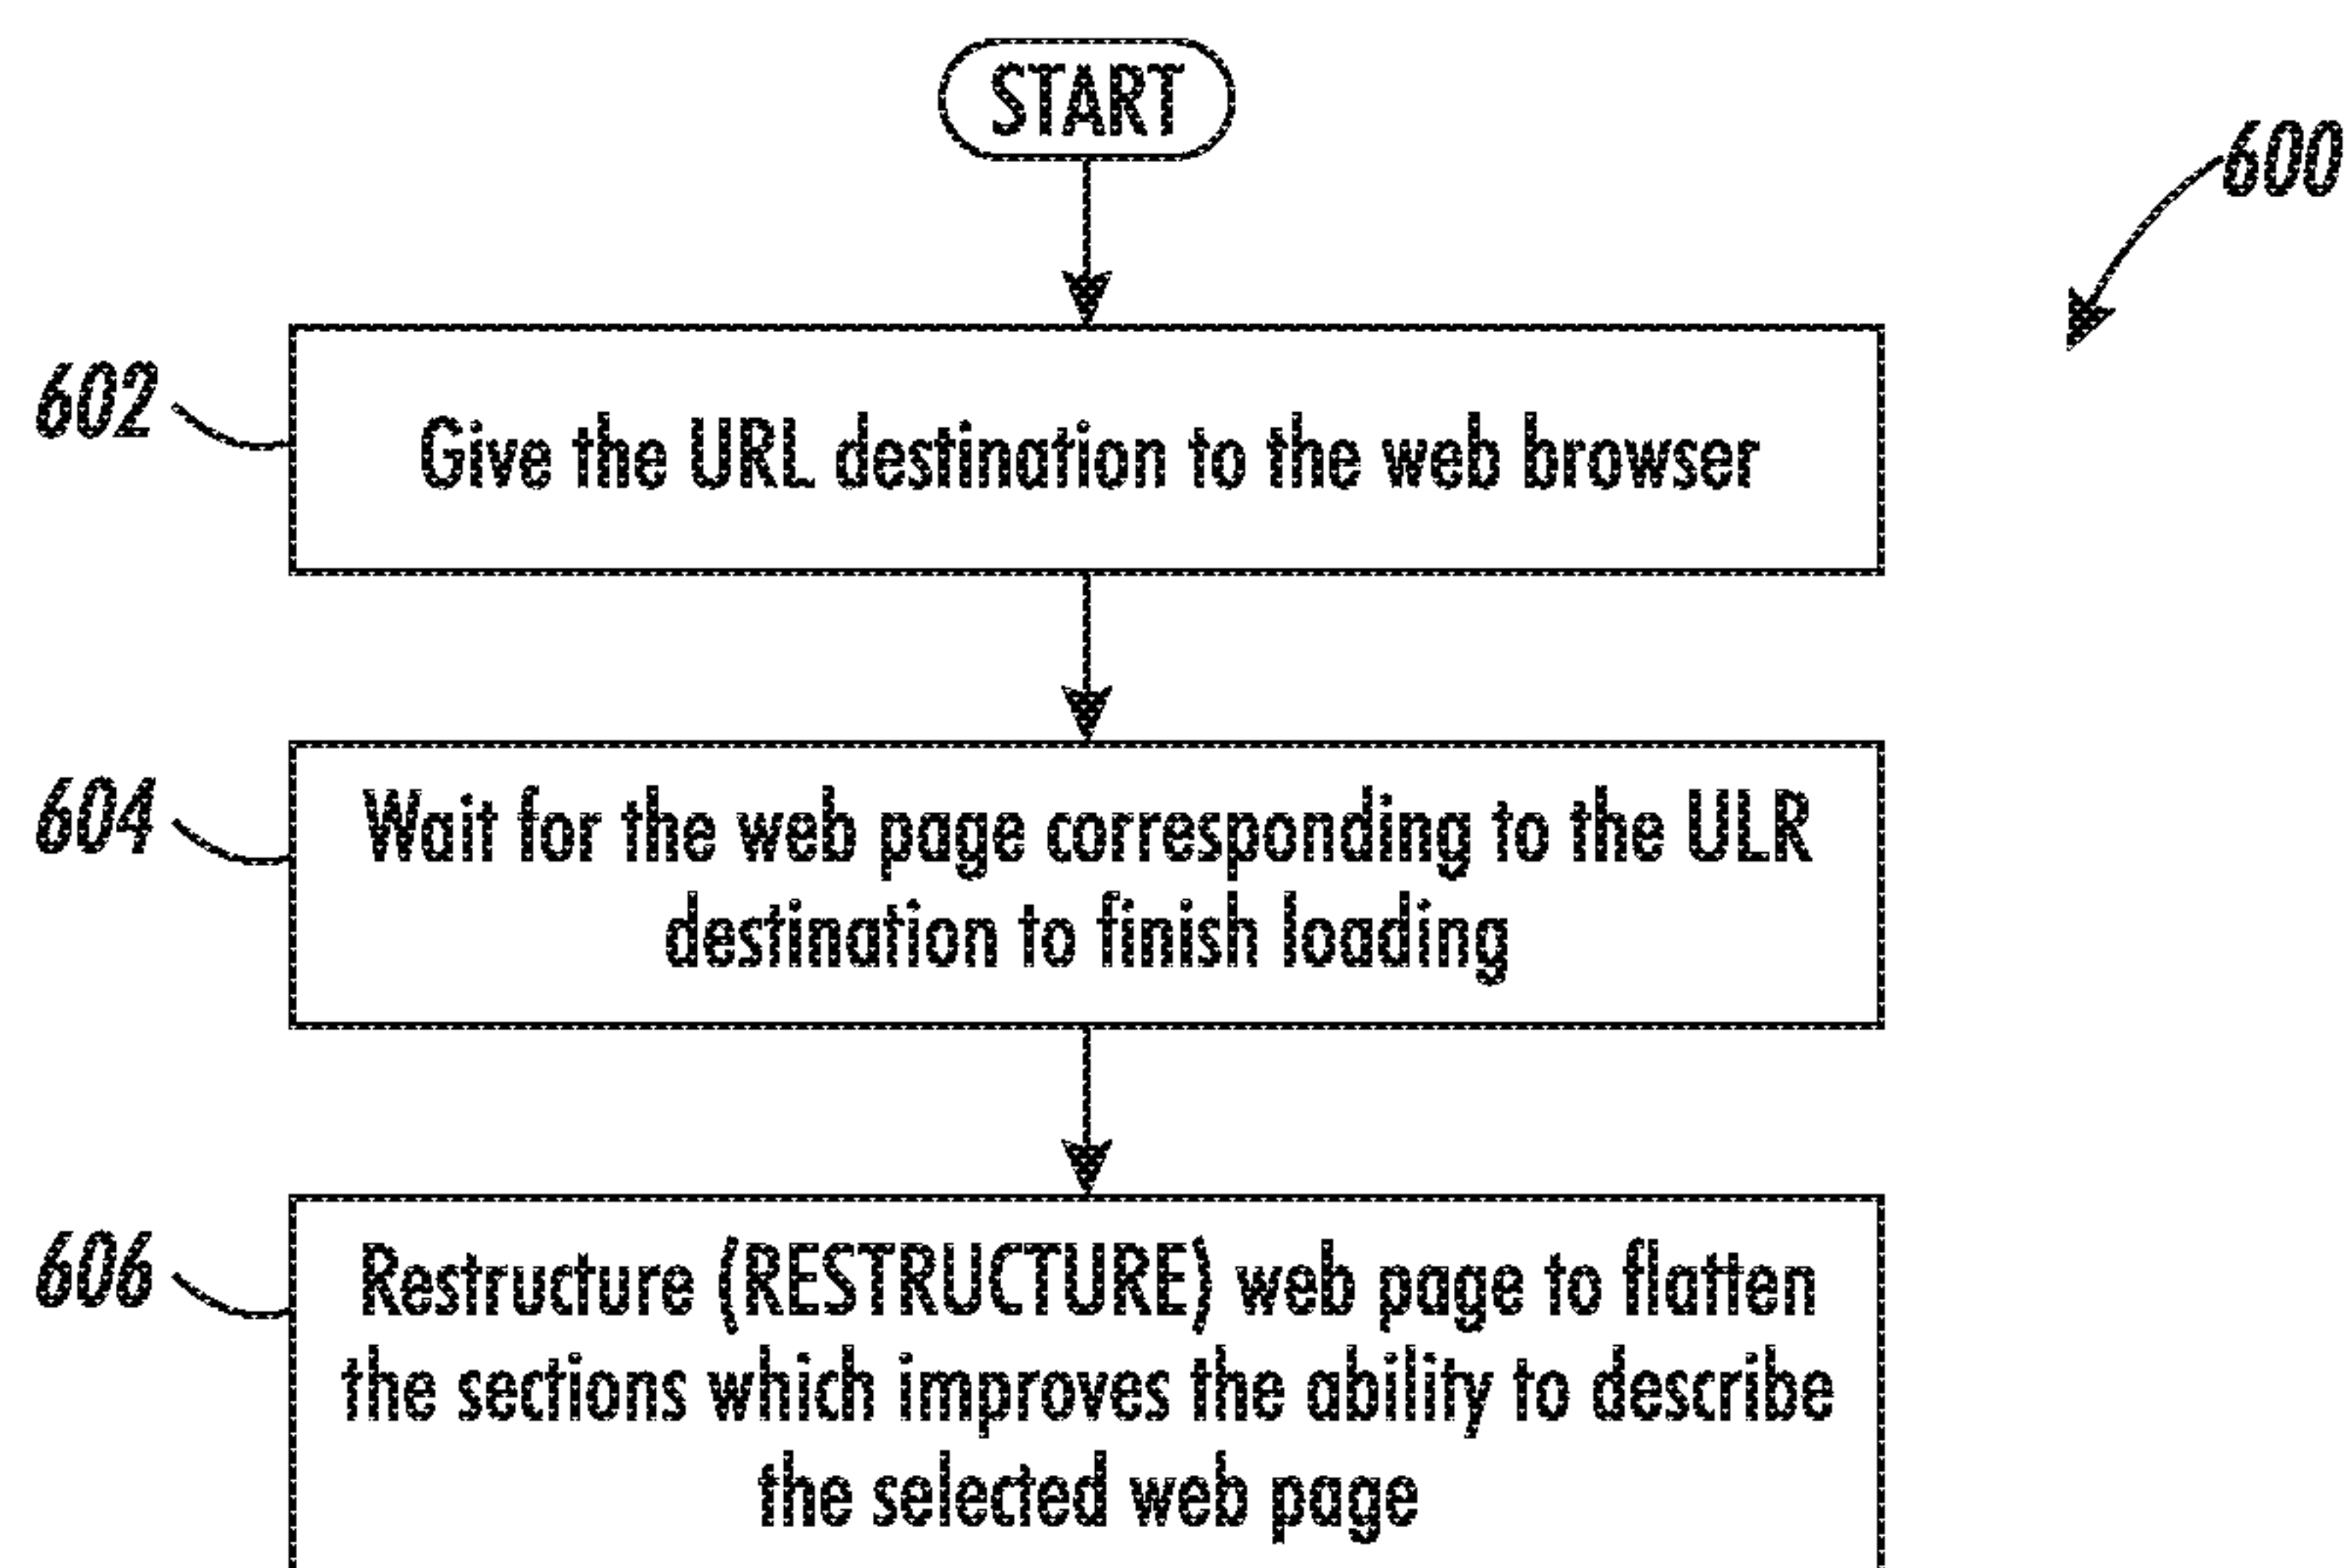 START
600
602
Give the URL destination to the web browser
604
Wait for the web page corresponding to the ULR
destination to finish loading
606
Restructure (RESTRUCTURE) web page to flatten
the sections which improves the ability to describe
the selected web page